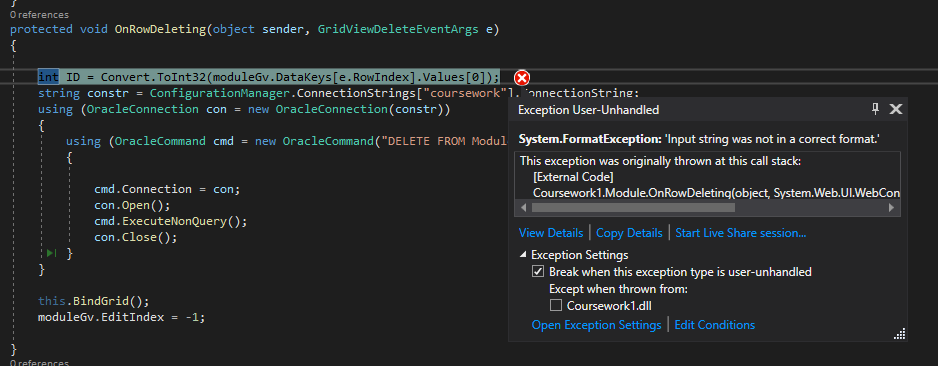 }
0 references
protected void OnRowDeleting(object sender, GridViewDeleteEventArgs e)
{
int ID = Convert.ToInt32(moduleGv.DataKeys[e.RowIndex].Values[0]);
string constr = ConfigurationManager.ConnectionStrings["coursework"].ConnectionString;
using (OracleConnection con = new OracleConnection(constr))
{
using (OracleCommand cmd = new OracleCommand("DELETE FROM Modul
{
cmd.Connection = con;
con.Open();
cmd.ExecuteNonQuery();
con.Close();
}
}
this.BindGrid();
moduleGv.EditIndex = -1;
}
0 references
Exception User-Unhandled
System.FormatException: 'Input string was not in a correct format.'
This exception was originally thrown at this call stack:
[External Code]
Coursework1.Module.OnRowDeleting(object, System.Web.UI.WebCon
View Details | Copy Details | Start Live Share session...
Exception Settings
Break when this exception type is user-unhandled
Except when thrown from:
Coursework1.dll
Open Exception Settings | Edit Conditions